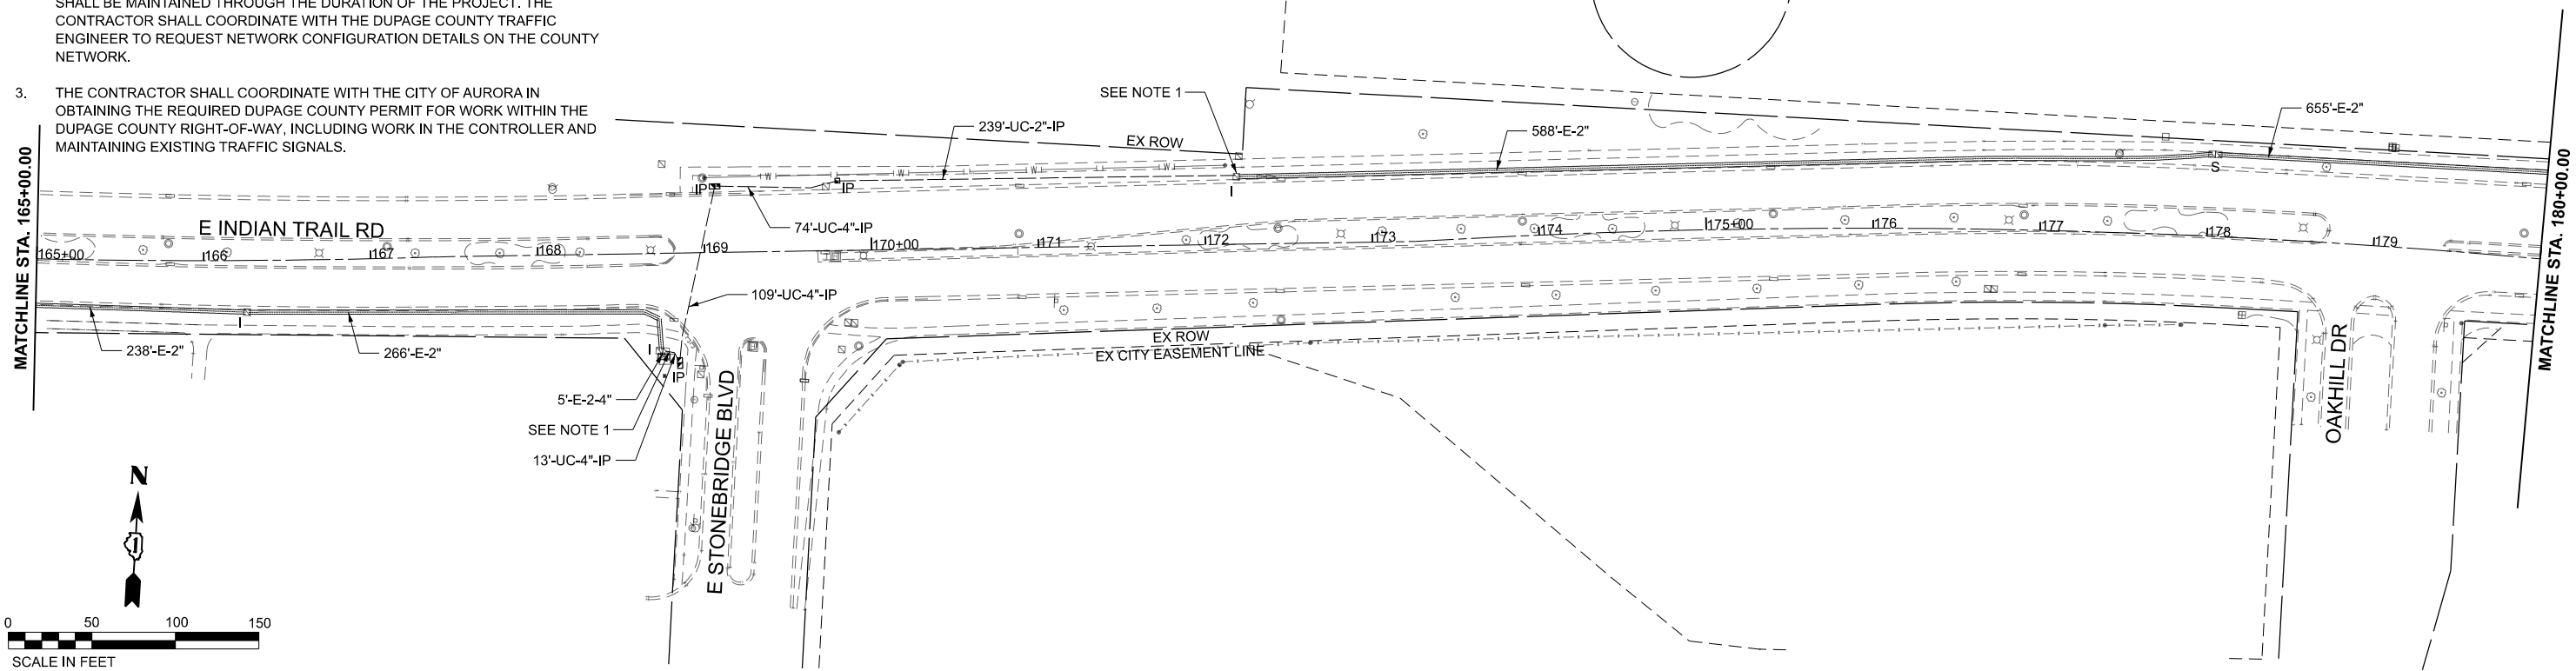 SHALL BE MAINTAINED THROUGH THE DURATION OF THE PROJECT. THE
CONTRACTOR SHALL COORDINATE WITH THE DUPAGE COUNTY TRAFFIC
ENGINEER TO REQUEST NETWORK CONFIGURATION DETAILS ON THE COUNTY
NETWORK.
3. THE CONTRACTOR SHALL COORDINATE WITH THE CITY OF AURORA IN
OBTAINING THE REQUIRED DUPAGE COUNTY PERMIT FOR WORK WITHIN THE
DUPAGE COUNTY RIGHT-OF-WAY, INCLUDING WORK IN THE CONTROLLER AND
MAINTAINING EXISTING TRAFFIC SIGNALS.
MATCHLINE STA. 165+00.00
SEE NOTE 1
239'-UC-2"-IP
EX ROW
588'-E-2"
655'-E-2"
MATCHLINE STA. 180+00.00
W
W
W
W
IP
IP
I
S
74'-UC-4"-IP
E INDIAN TRAIL RD
165+00
166
167
168
169
170+00
171
172
173
174
175+00
176
177
178
179
109'-UC-4"-IP
I
238'-E-2"
266'-E-2"
I
IP
5'-E-2-4"
SEE NOTE 1
13'-UC-4"-IP
E STONEBRIDGE BLVD
EX ROW
EX CITY EASEMENT LINE
OAKHILL DR
N
0 50 100 150
SCALE IN FEET